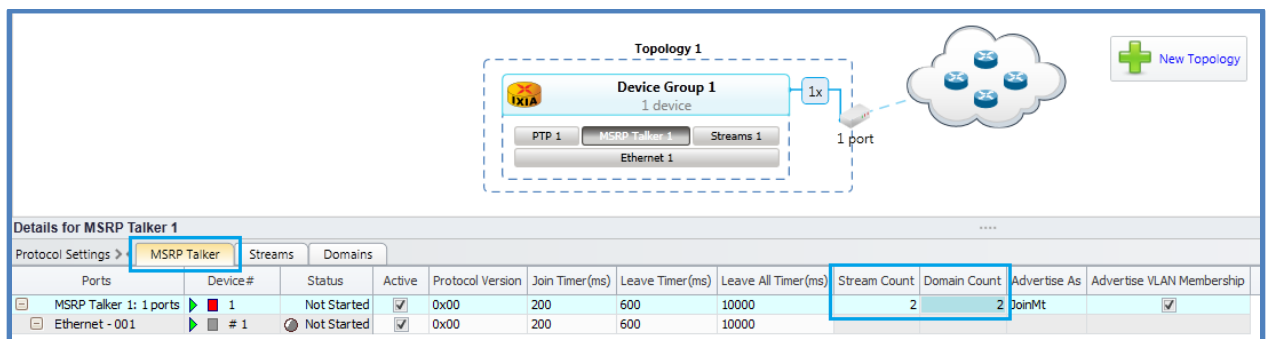 Topology 1
New Topology
IXIA
Device Group 1
1 device
1x
PTP 1 MSRP Talker 1 Streams 1
1 port
Ethernet 1
Details for MSRP Talker 1
Protocol Settings MSRP Talker Streams Domains
Ports Device# Status Active Protocol Version Join Timer(ms) Leave Timer(ms) Leave All Timer(ms) Stream Count Domain Count Advertise As Advertise VLAN Membership
MSRP Talker 1: 1 ports 1 Not Started 0x00 200 600 10000 2 2 JoinMt
Ethernet - 001 # 1 Not Started 0x00 200 600 10000